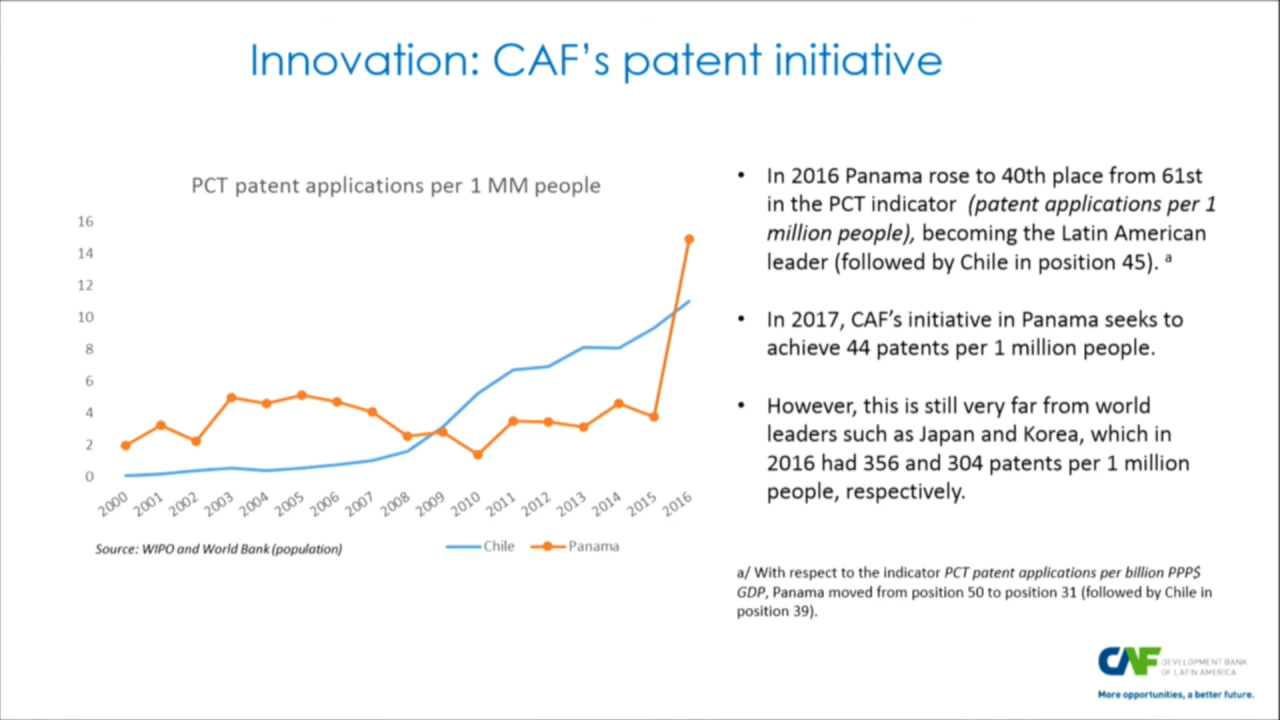 Innovation: CAF's patent initiative
PCT patent applications per 1 MM people
16
14
12
10
8
6
4
2
0
2000 2001 2002 2003 2004 2005 2006 2007 2008 2009 2010 2011 2012 2013 2014 2015 2016
Source: WIPO and World Bank (population)
Chile Panama
• In 2016 Panama rose to 40th place from 61st
in the PCT indicator (patent applications per 1
million people), becoming the Latin American
leader (followed by Chile in position 45). a
• In 2017, CAF's initiative in Panama seeks to
achieve 44 patents per 1 million people.
• However, this is still very far from world
leaders such as Japan and Korea, which in
2016 had 356 and 304 patents per 1 million
people, respectively.
a/ With respect to the indicator PCT patent applications per billion PPP$
GDP, Panama moved from position 50 to position 31 (followed by Chile in
position 39).
CAF DEVELOPMENT BANK
OF LATIN AMERICA
More opportunities, a better future.